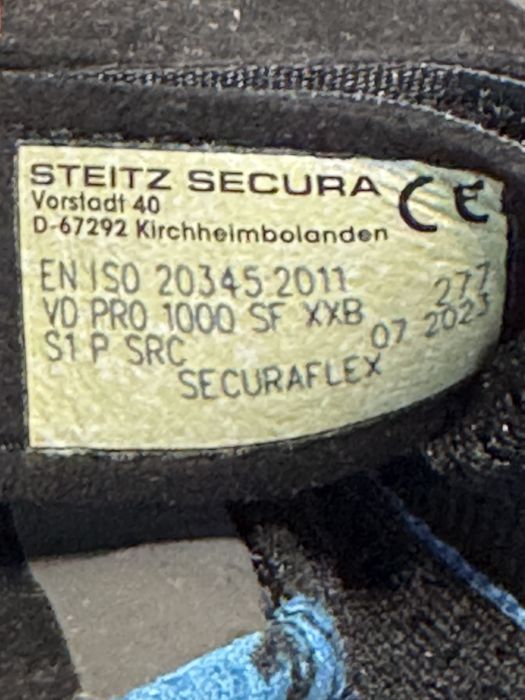 STEITZ SECURA CE
Vorstadt 40
D-67292 Kirchheimbolanden
EN ISO 20345:2011 277
VD PRO 1000 SF XXB 07 2023
S1 P SRC
SECURAFLEX